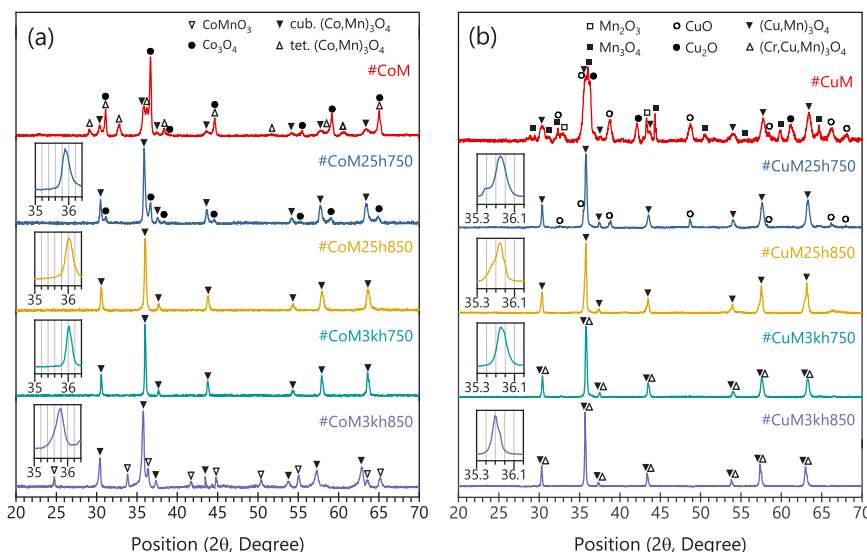 (a)
CoMnO3
cub. (Co,Mn)3O4
Co3O4
tet. (Co,Mn)3O4
#CoM
#CoM25h750
35 36
#CoM25h850
35 36
#CoM3kh750
35 36
#CoM3kh850
35 36
20 25 30 35 40 45 50 55 60 65 70
Position (2θ, Degree)
(b)
Mn2O3
CuO
(Cu,Mn)3O4
Mn3O4
Cu2O
(Cr,Cu,Mn)3O4
#CuM
#CuM25h750
35.3 36.1
#CuM25h850
35.3 36.1
#CuM3kh750
35.3 36.1
#CuM3kh850
35.3 36.1
20 25 30 35 40 45 50 55 60 65 70
Position (2θ, Degree)